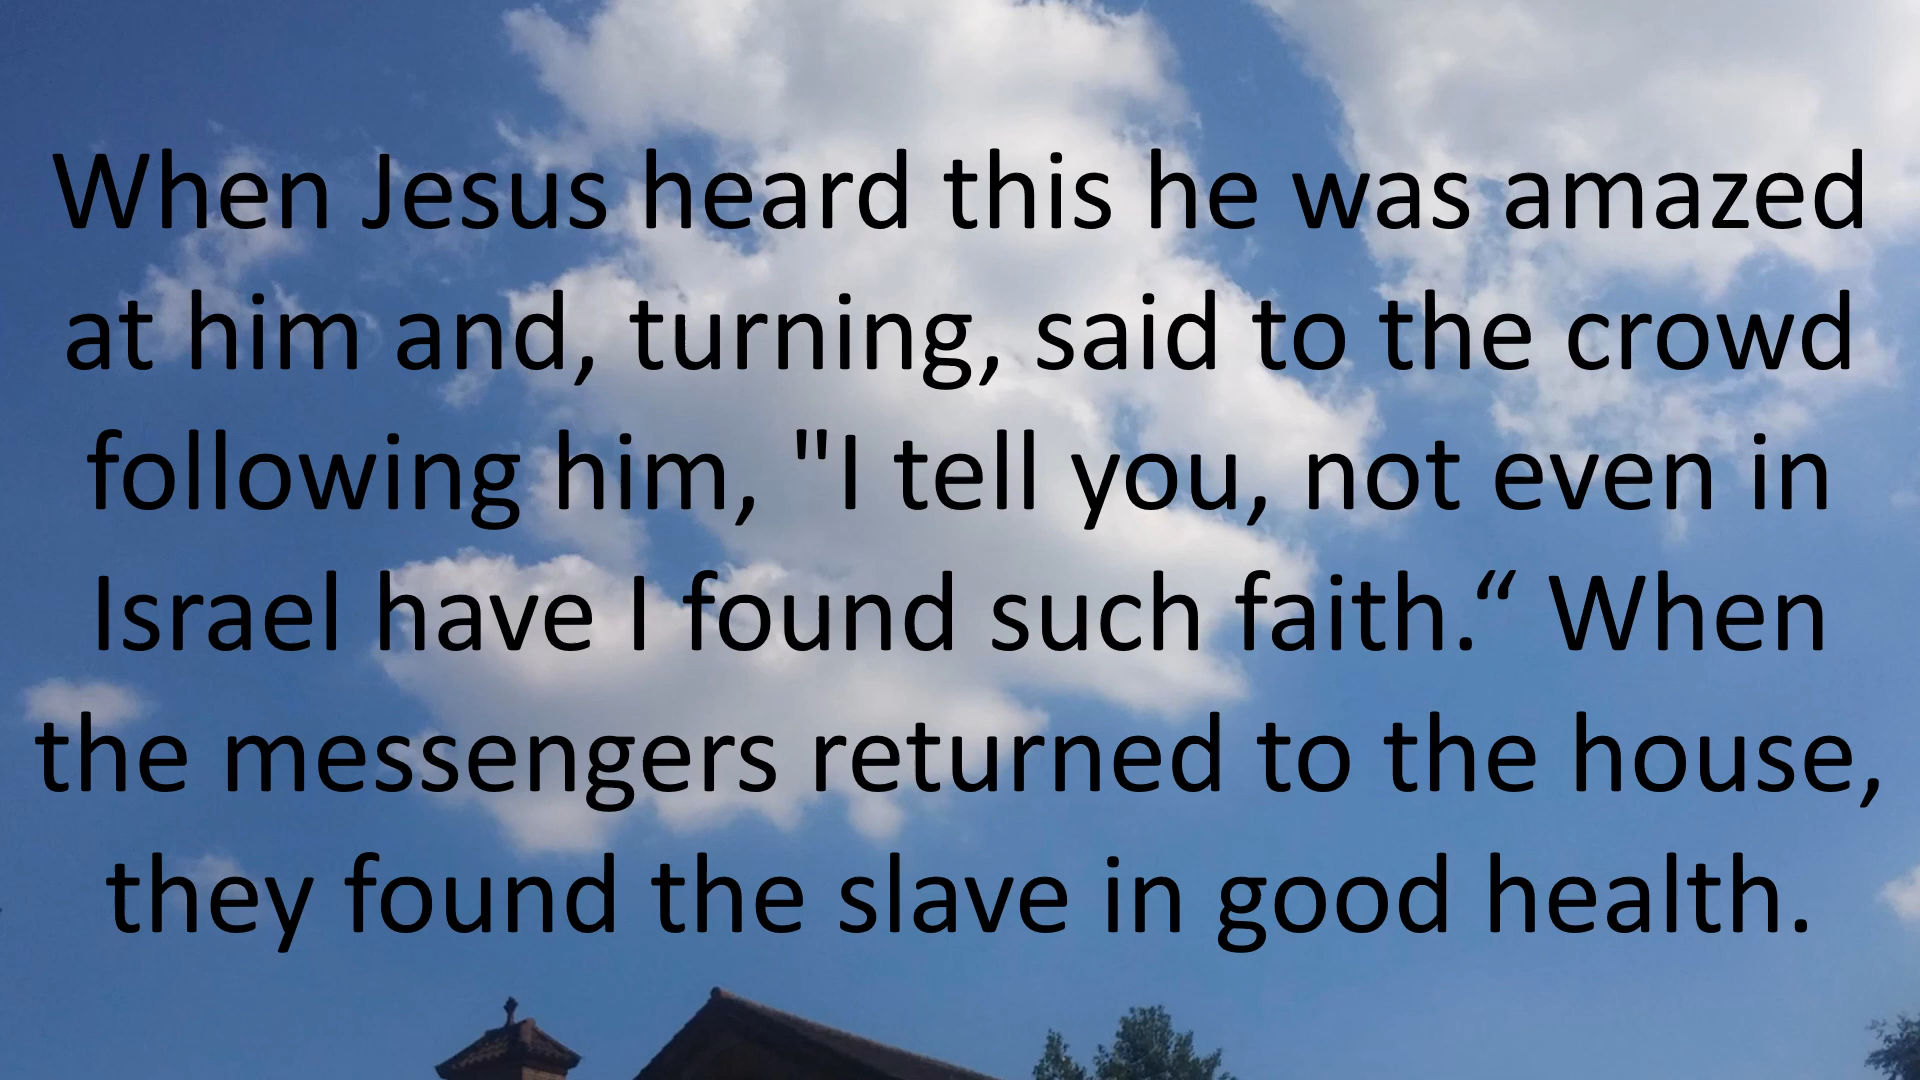 When Jesus heard this he was amazed
at him and, turning, said to the crowd
following him, "I tell you, not even in
Israel have I found such faith.“ When
the messengers returned to the house,
they found the slave in good health.